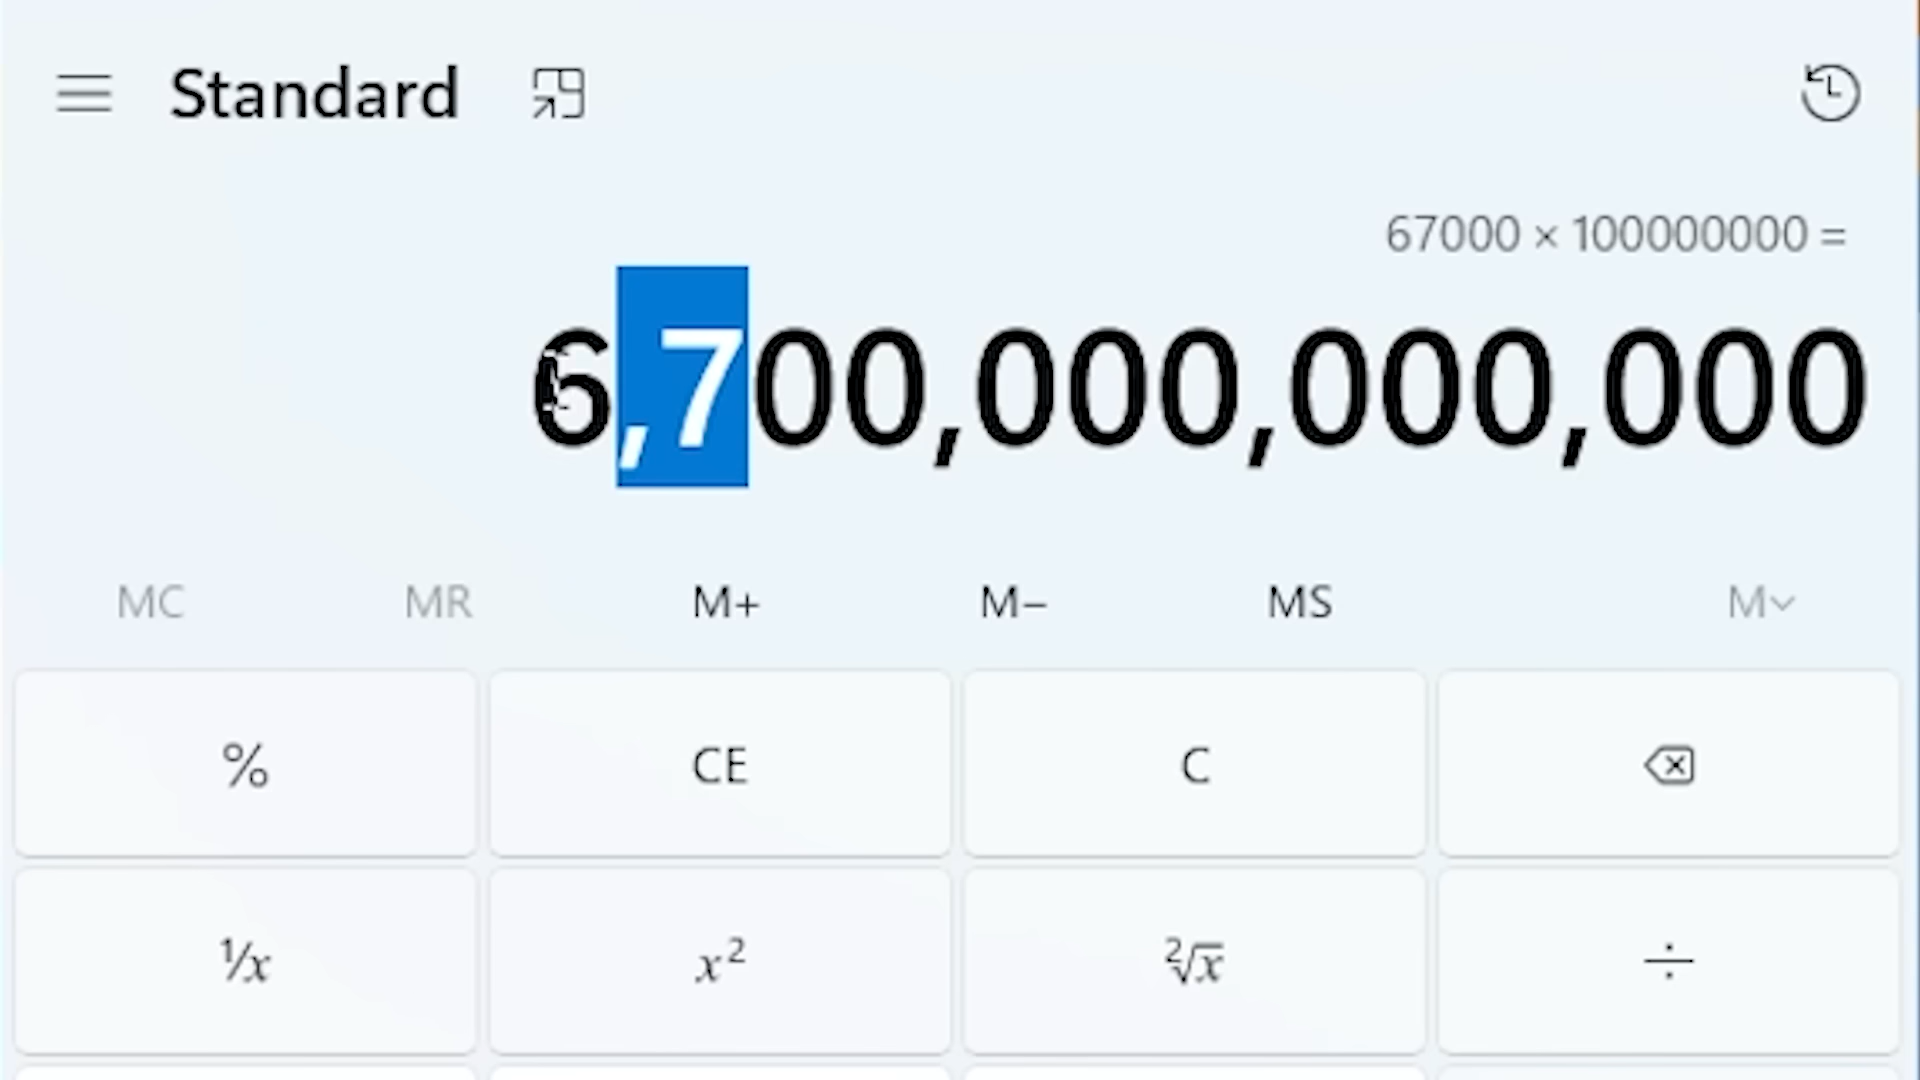 Standard
67000 × 100000000 =
6,700,000,000,000
MC MR M+ M− MS M
% CE C
¹/x x² ²√x ÷